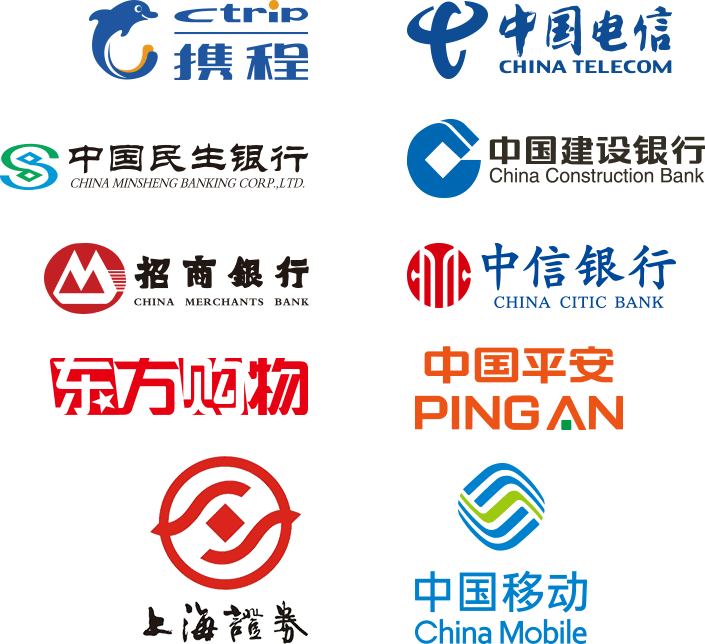 ctrip
携程
中国电信
CHINA TELECOM
中国民生银行
CHINA MINSHENG BANKING CORP.,LTD.
中国建设银行
China Construction Bank
招商銀行
CHINA MERCHANTS BANK
中信银行
CHINA CITIC BANK
东方购物
中国平安
PING AN
上海證券
中国移动
China Mobile